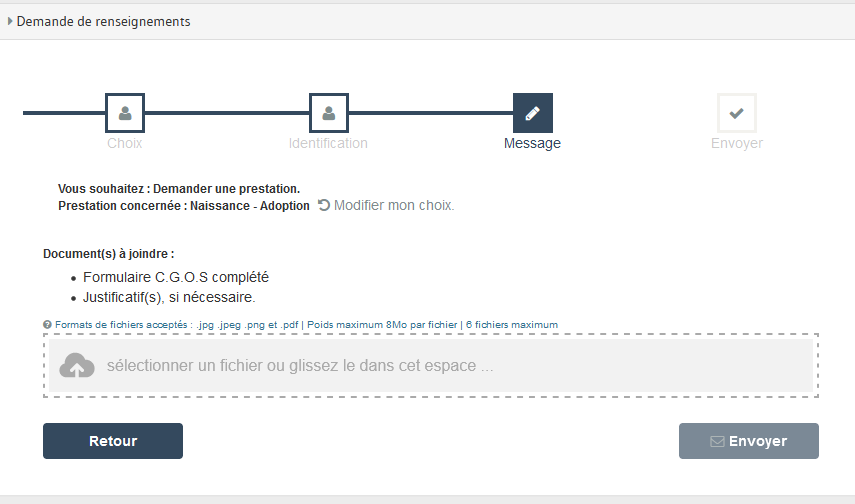 Demande de renseignements
Choix
Identification
Message
Envoyer
Vous souhaitez : Demander une prestation.
Prestation concernée : Naissance - Adoption Modifier mon choix.
Document(s) à joindre :
Formulaire C.G.O.S complété
Justificatif(s), si nécessaire.
Formats de fichiers acceptés : .jpg .jpeg .png et .pdf | Poids maximum 8Mo par fichier | 6 fichiers maximum
sélectionner un fichier ou glissez le dans cet espace ...
Retour
Envoyer